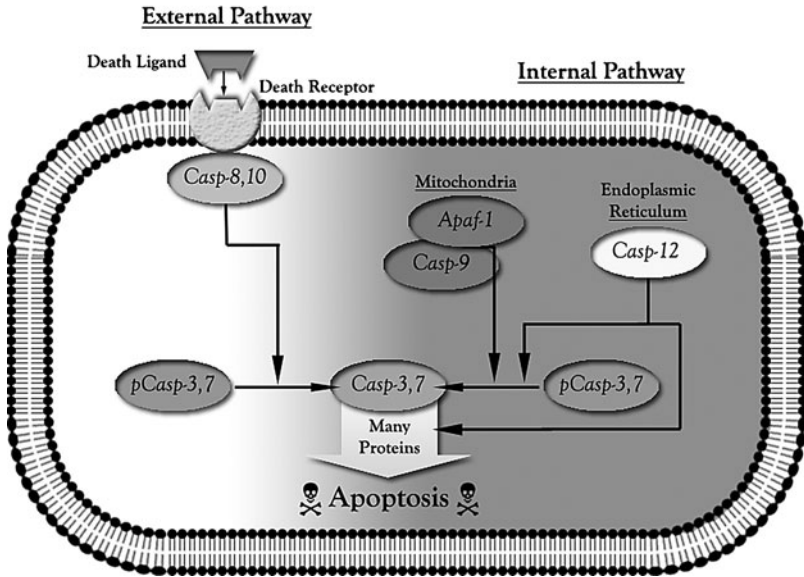 External Pathway
Death Ligand
Death Receptor
Internal Pathway
Casp-8,10
Mitochondria
Apaf-1
Casp-9
Endoplasmic
Reticulum
Casp-12
pCasp-3,7
Casp-3,7
pCasp-3,7
Many
Proteins
Apoptosis